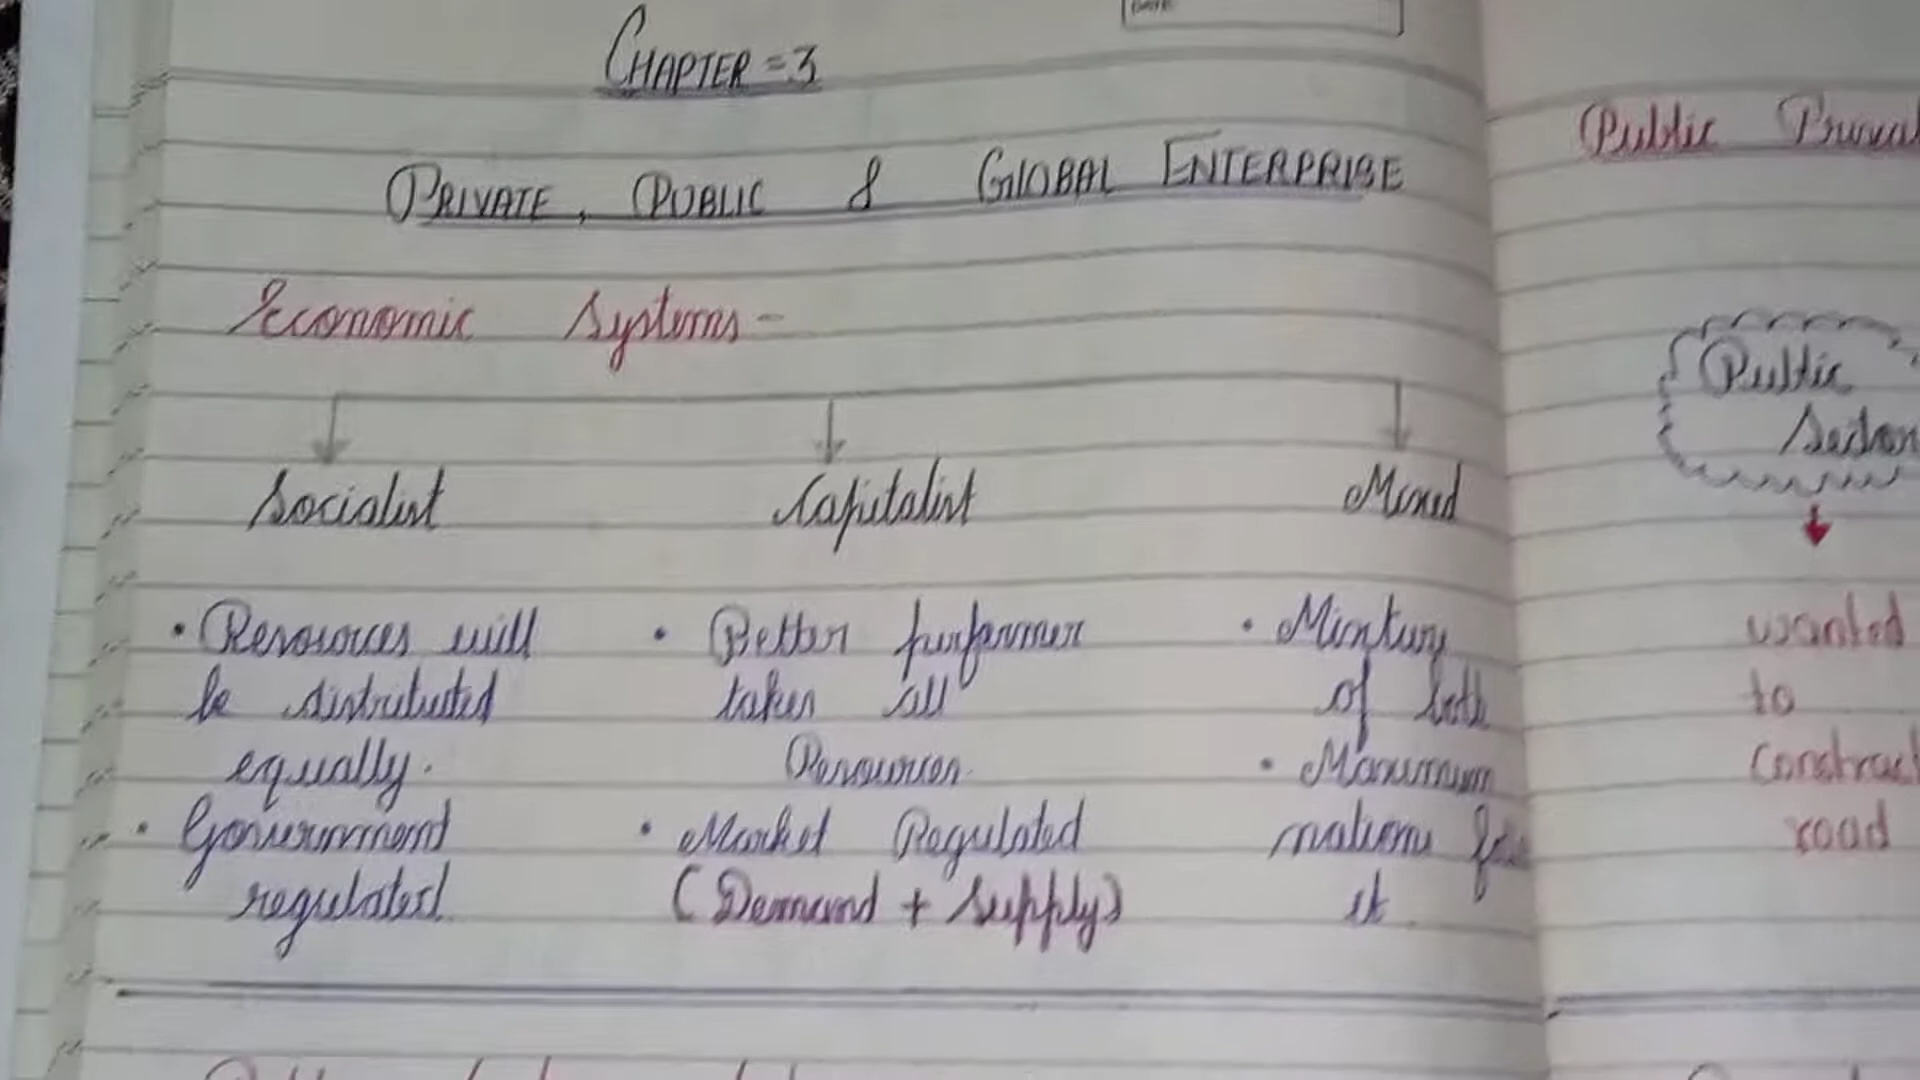 DATE
CHAPTER = 3
PRIVATE, PUBLIC & GLOBAL ENTERPRISE
Economic Systems -
Socialist
Capitalist
Mixed
• Resources will
be distributed
equally.
• Government
regulated.
• Better performer
takes all
Resources.
• Market Regulated
(Demand + Supply)
• Mixture
of both
• Maximum
nations
it.
Public
Public
Sector
wanted
to
construct
road